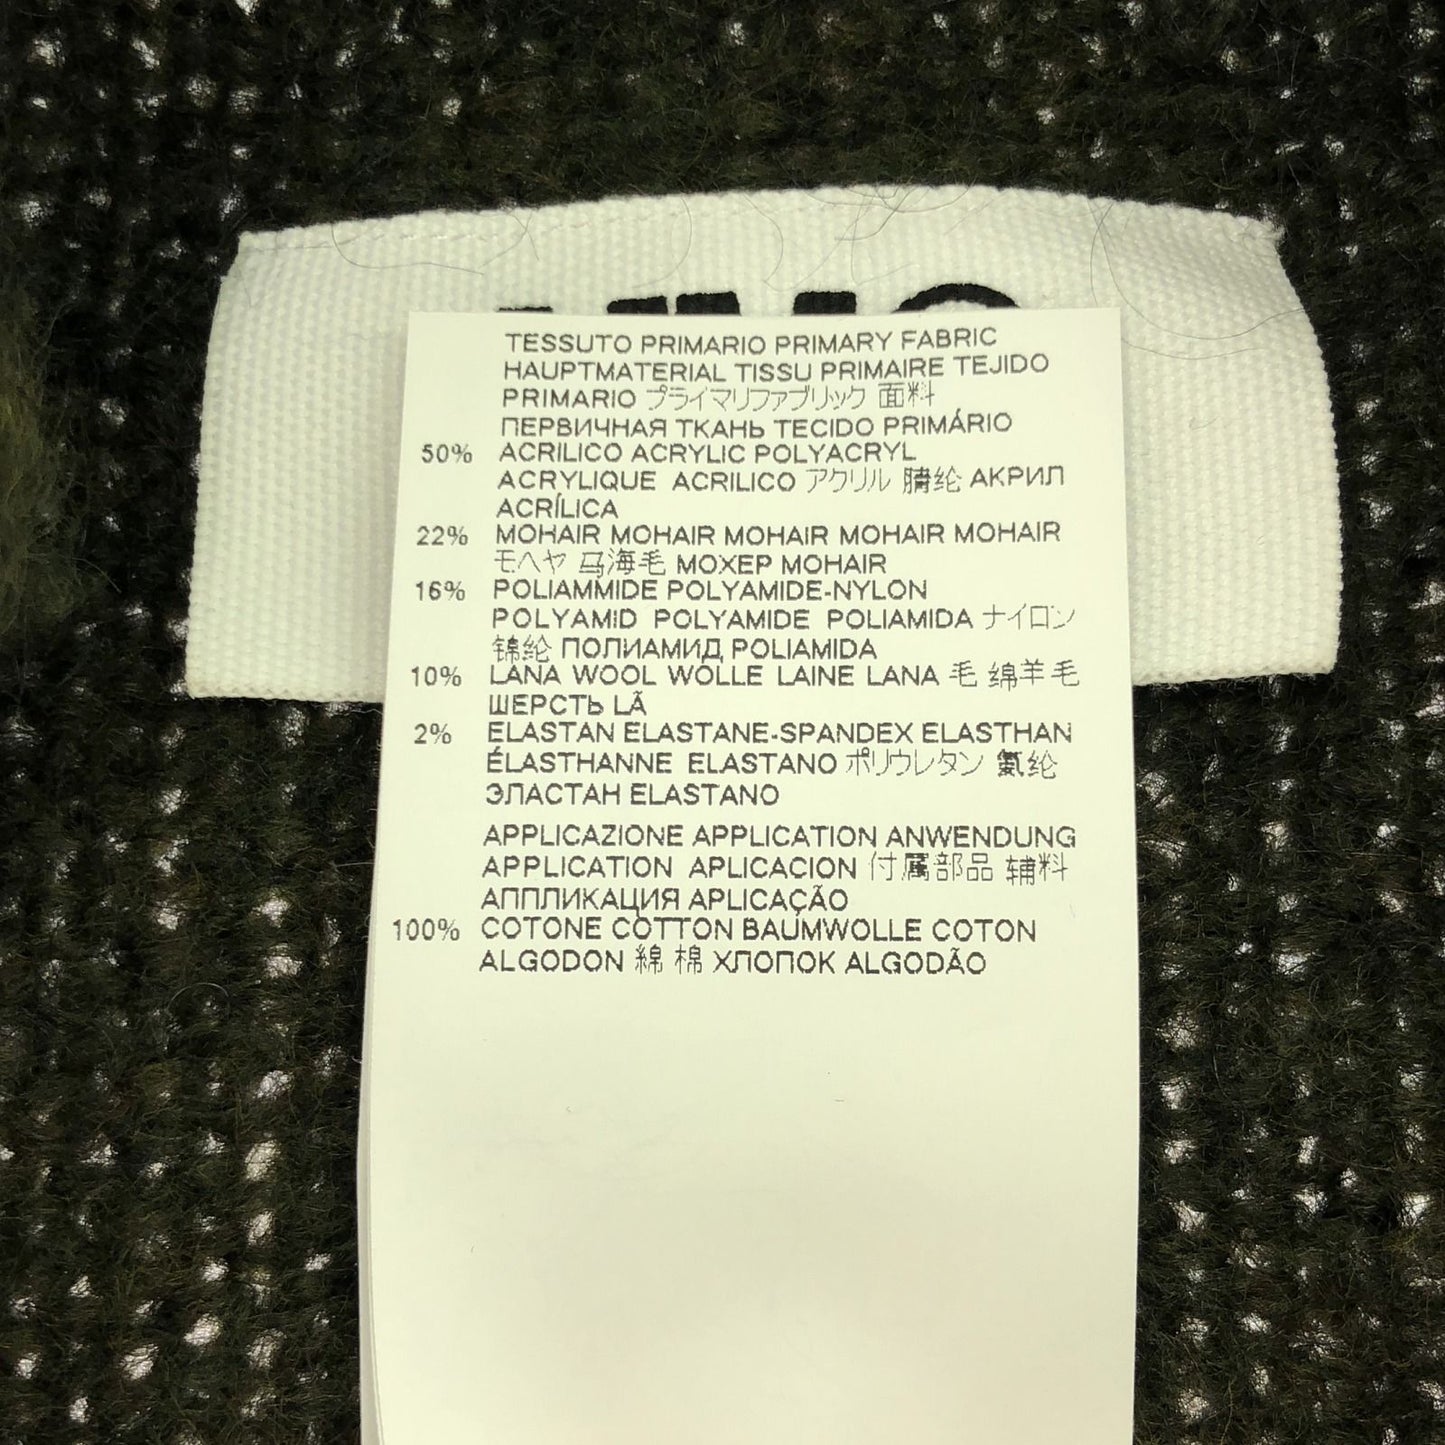 TESSUTO PRIMARIO PRIMARY FABRIC
HAUPTMATERIAL TISSU PRIMAIRE TEJIDO
PRIMARIO プライマリファブリック 面料
ПЕРВИЧНАЯ ТКАНЬ TECIDO PRIMÁRIO
50% ACRILICO ACRYLIC POLYACRYL
ACRYLIQUE ACRILICO アクリル 腈纶 АКРИЛ
ACRÍLICA
22% MOHAIR MOHAIR MOHAIR MOHAIR MOHAIR
モヘヤ 马海毛 МОХЕР MOHAIR
16% POLIAMMIDE POLYAMIDE-NYLON
POLYAMID POLYAMIDE POLIAMIDA ナイロン
锦纶 ПОЛИАМИД POLIAMIDA
10% LANA WOOL WOLLE LAINE LANA 毛 绵羊毛
ШЕРСТЬ LÃ
2% ELASTAN ELASTANE-SPANDEX ELASTHAN
ÉLASTHANNE ELASTANO ポリウレタン 氨纶
ЭЛАСТАН ELASTANO
APPLICAZIONE APPLICATION ANWENDUNG
APPLICATION APLICACION 付属部品 辅料
АППЛИКАЦИЯ APLICAÇÃO
100% COTONE COTTON BAUMWOLLE COTON
ALGODON 綿 棉 ХЛОПОК ALGODÃO